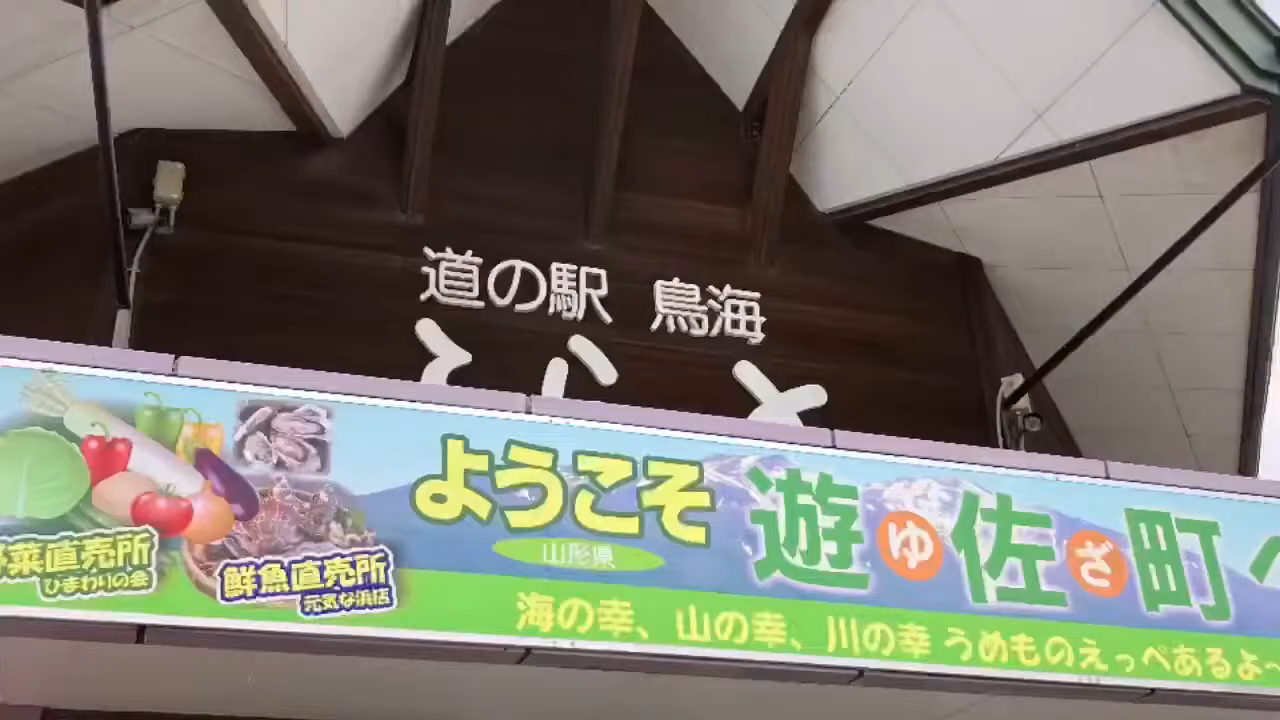 道の駅 鳥海
ようこそ 遊ゆ佐ざ町へ
山形県
野菜直売所
ひまわりの会
鮮魚直売所
元気な浜店
海の幸、山の幸、川の幸 うめものえっぺあるよ~